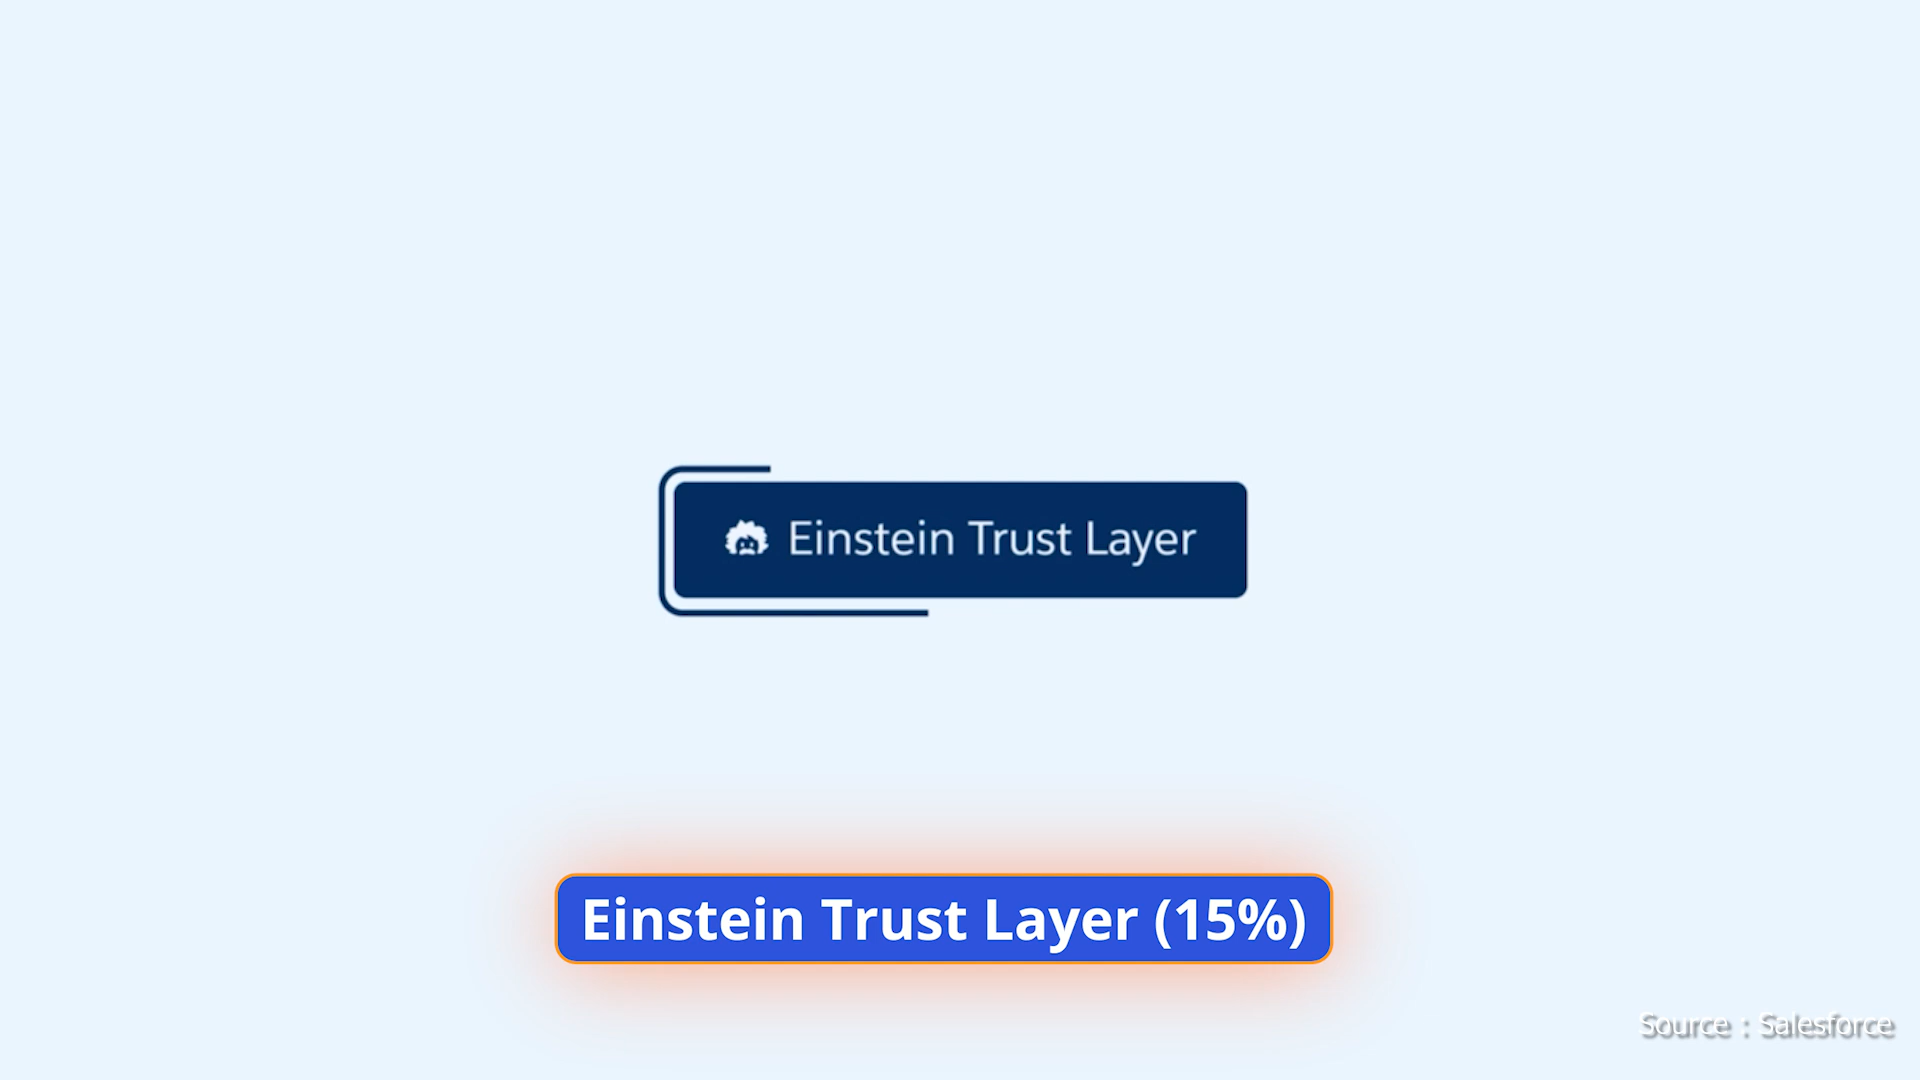 Einstein Trust Layer
Einstein Trust Layer (15%)
Source : Salesforce